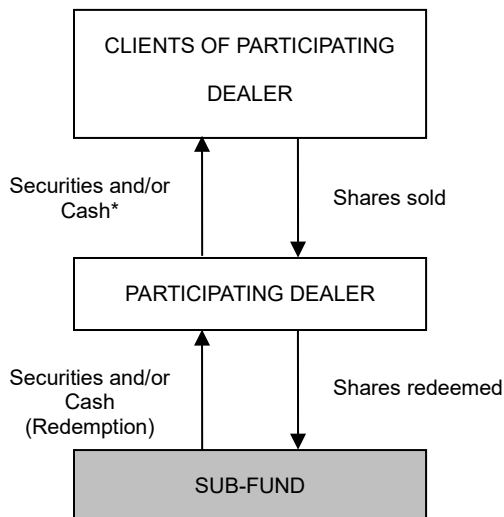 CLIENTS OF PARTICIPATING
DEALER
Securities and/or
Cash*
Shares sold
PARTICIPATING DEALER
Securities and/or
Cash
(Redemption)
Shares redeemed
SUB-FUND